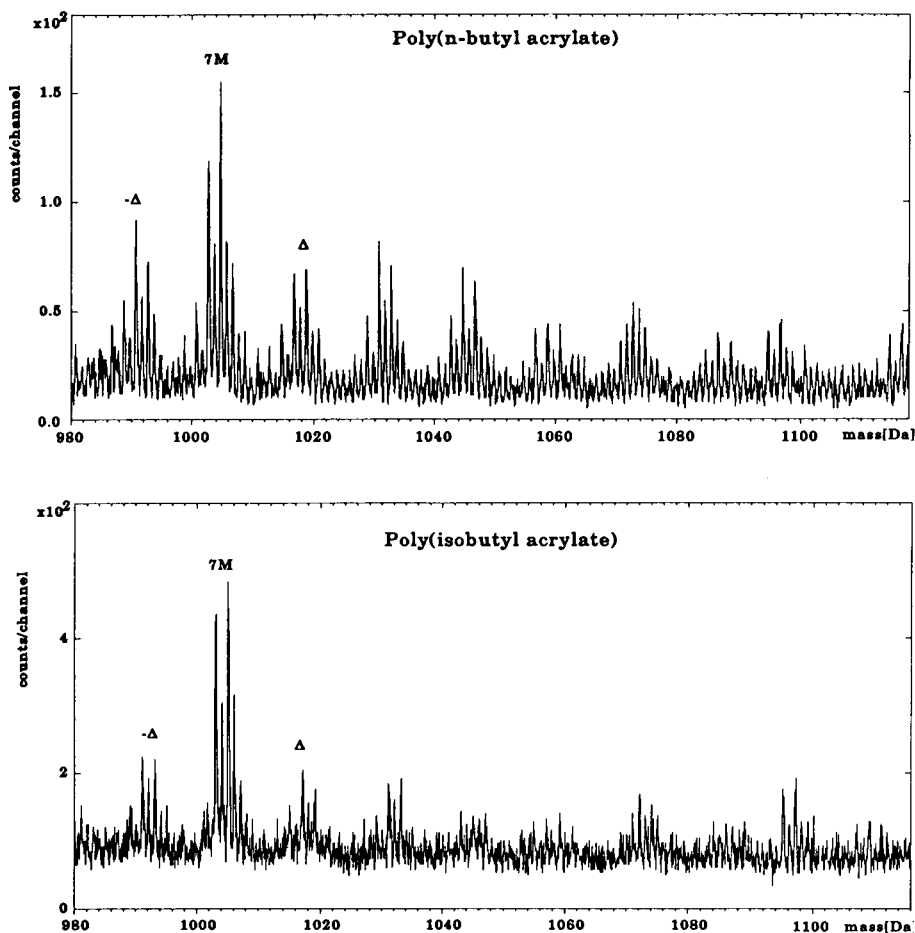 x10²
Poly(n-butyl acrylate)
7M
1.5
counts/channel
-Δ
1.0
Δ
0.5
0.0
980 1000 1020 1040 1060 1080 1100 mass[Da]
x10²
Poly(isobutyl acrylate)
7M
counts/channel
4
-Δ
Δ
2
0
980 1000 1020 1040 1060 1080 1100 mass[Da]